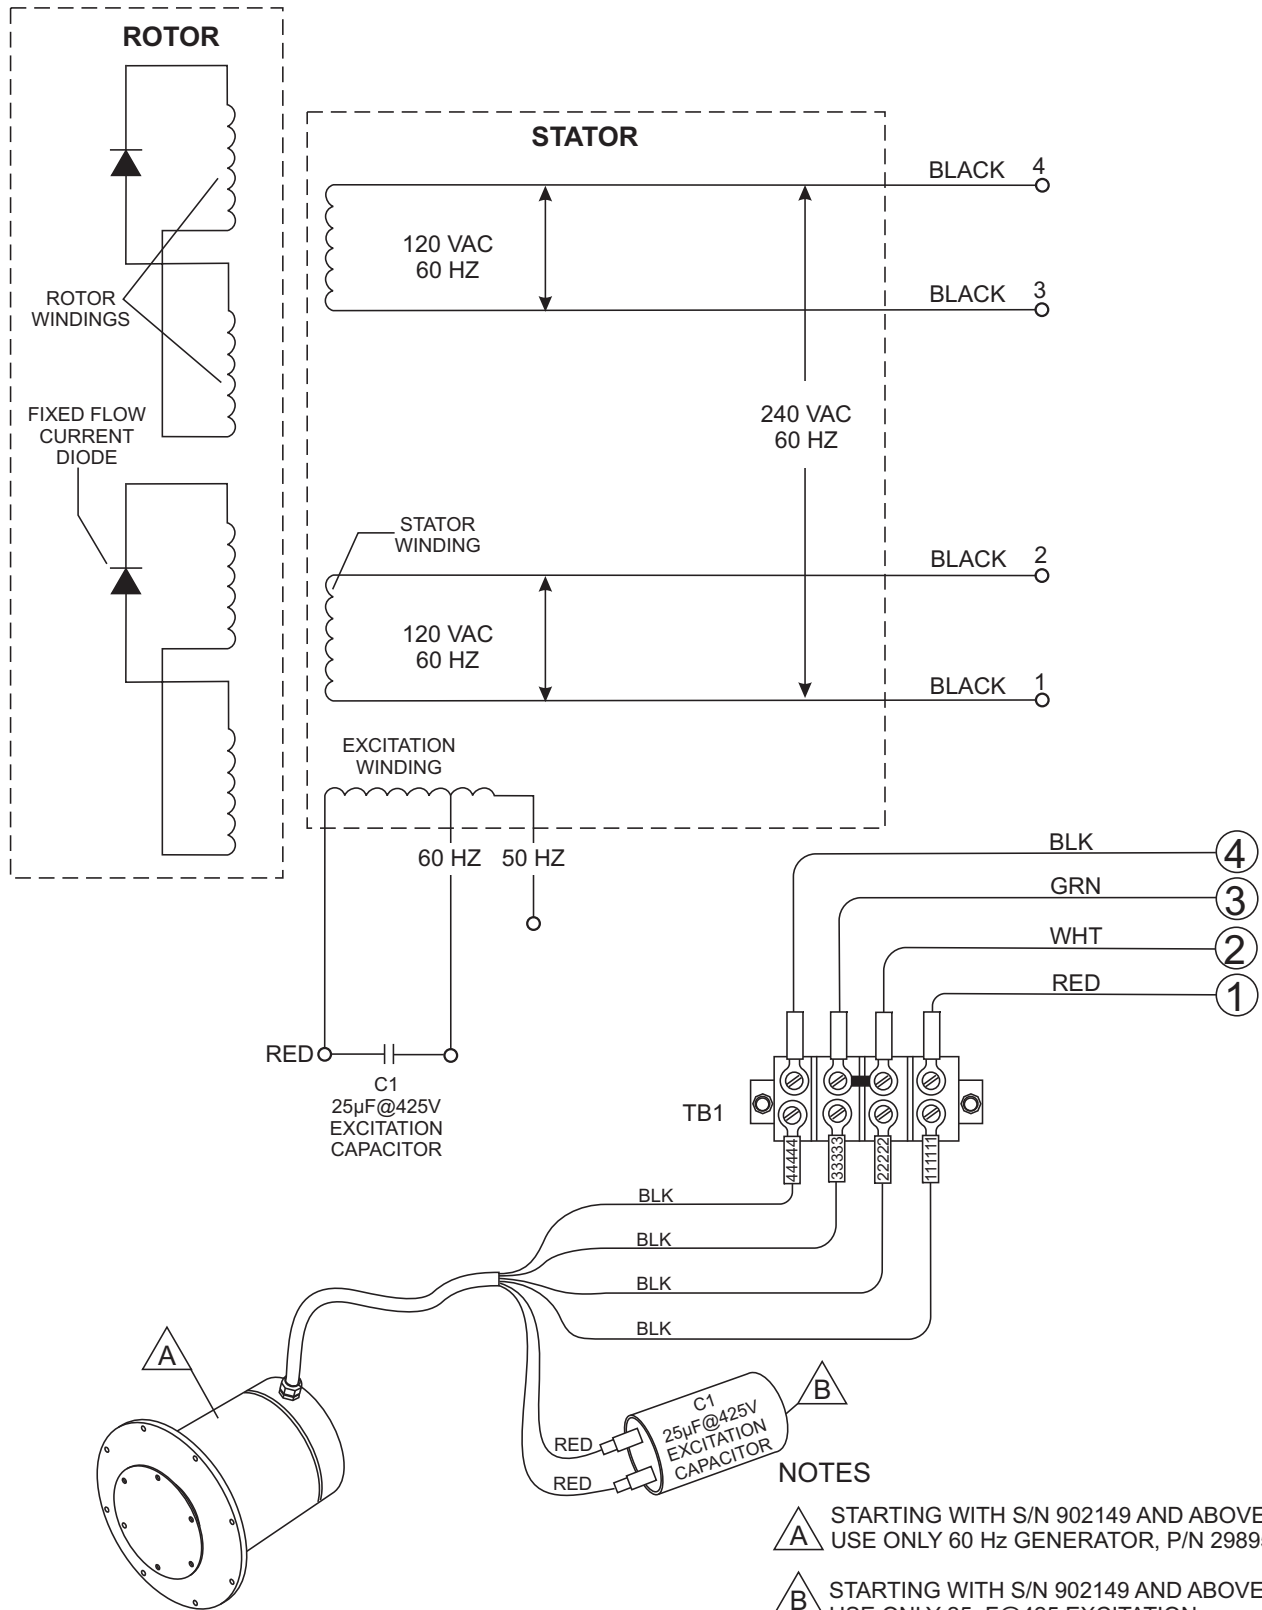 ROTOR
ROTOR
WINDINGS
FIXED FLOW
CURRENT
DIODE
STATOR
120 VAC
60 HZ
BLACK 4
BLACK 3
240 VAC
60 HZ
STATOR
WINDING
120 VAC
60 HZ
BLACK 2
BLACK 1
EXCITATION
WINDING
60 HZ 50 HZ
RED
C1
25µF@425V
EXCITATION
CAPACITOR
BLK 4
GRN 3
WHT 2
RED 1
TB1
44444
33333
22222
111111
BLK
BLK
BLK
BLK
A
B
RED
RED
C1
25µF@425V
EXCITATION
CAPACITOR
NOTES
A STARTING WITH S/N 902149 AND ABOVE
USE ONLY 60 Hz GENERATOR, P/N
B STARTING WITH S/N 902149 AND ABOVE
USE ONLY EXCITATION